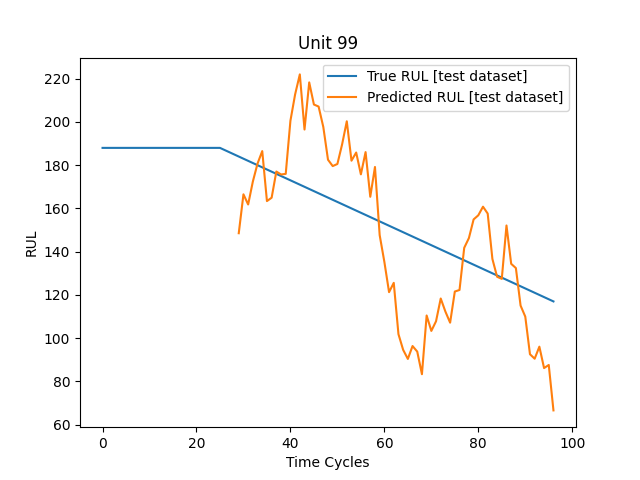 Unit 99
True RUL [test dataset]
Predicted RUL [test dataset]
RUL
220
200
180
160
140
120
100
80
60
0 20 40 60 80 100
Time Cycles